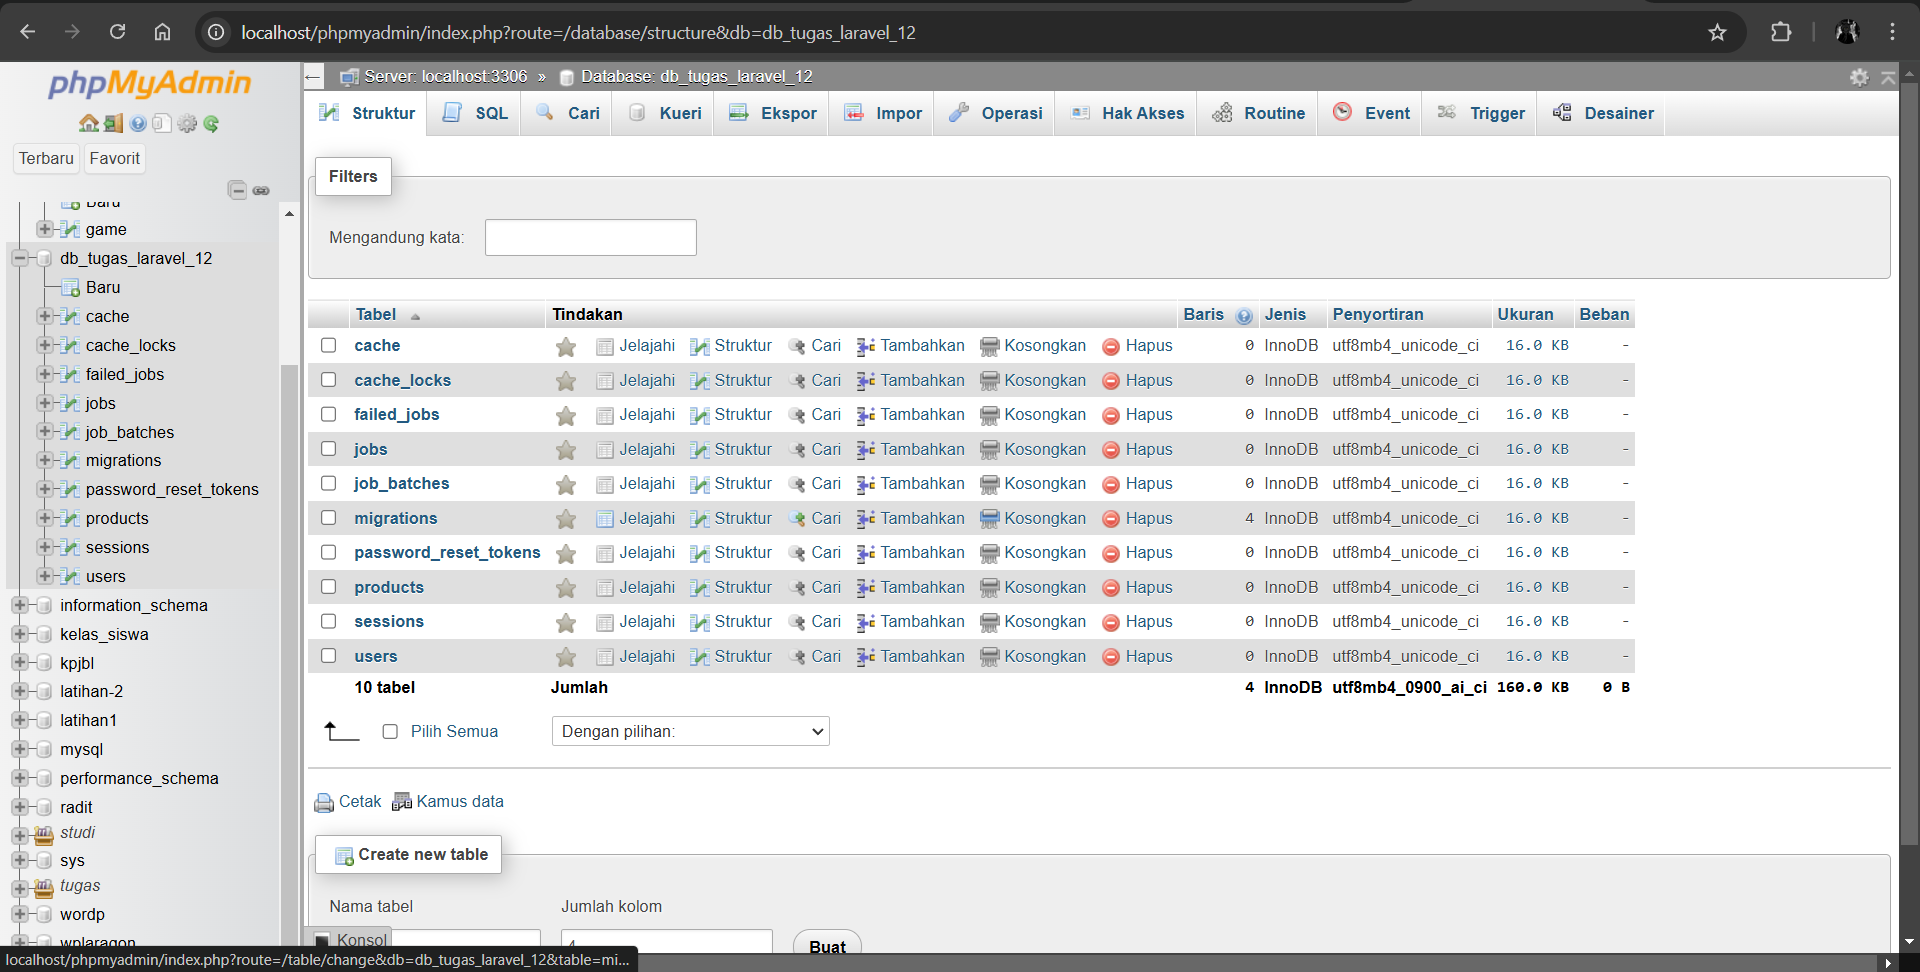 localhost/phpmyadmin/index.php?route=/database/structure&db=db_tugas_laravel_12
phpMyAdmin
Terbaru Favorit
Baru
game
db_tugas_laravel_12
Baru
cache
cache_locks
failed_jobs
jobs
job_batches
migrations
password_reset_tokens
products
sessions
users
information_schema
kelas_siswa
kpjbl
latihan-2
latihan1
mysql
performance_schema
radit
studi
sys
tugas
wordp
wplaragon
Server: localhost:3306 » Database: db_tugas_laravel_12
Struktur SQL Cari Kueri Ekspor Impor Operasi Hak Akses Routine Event Trigger Desainer
Filters
Mengandung kata:
Tabel Tindakan Baris Jenis Penyortiran Ukuran Beban
cache Jelajahi Struktur Cari Tambahkan Kosongkan Hapus 0 InnoDB utf8mb4_unicode_ci 16.0 KB -
cache_locks Jelajahi Struktur Cari Tambahkan Kosongkan Hapus 0 InnoDB utf8mb4_unicode_ci 16.0 KB -
failed_jobs Jelajahi Struktur Cari Tambahkan Kosongkan Hapus 0 InnoDB utf8mb4_unicode_ci 16.0 KB -
jobs Jelajahi Struktur Cari Tambahkan Kosongkan Hapus 0 InnoDB utf8mb4_unicode_ci 16.0 KB -
job_batches Jelajahi Struktur Cari Tambahkan Kosongkan Hapus 0 InnoDB utf8mb4_unicode_ci 16.0 KB -
migrations Jelajahi Struktur Cari Tambahkan Kosongkan Hapus 4 InnoDB utf8mb4_unicode_ci 16.0 KB -
password_reset_tokens Jelajahi Struktur Cari Tambahkan Kosongkan Hapus 0 InnoDB utf8mb4_unicode_ci 16.0 KB -
products Jelajahi Struktur Cari Tambahkan Kosongkan Hapus 0 InnoDB utf8mb4_unicode_ci 16.0 KB -
sessions Jelajahi Struktur Cari Tambahkan Kosongkan Hapus 0 InnoDB utf8mb4_unicode_ci 16.0 KB -
users Jelajahi Struktur Cari Tambahkan Kosongkan Hapus 0 InnoDB utf8mb4_unicode_ci 16.0 KB -
10 tabel Jumlah 4 InnoDB utf8mb4_0900_ai_ci 160.0 KB 0 B
Pilih Semua Dengan pilihan:
Cetak Kamus data
Create new table
Nama tabel Jumlah kolom
Konsol 4 Buat
localhost/phpmyadmin/index.php?route=/table/change&db=db_tugas_laravel_12&table=mi...